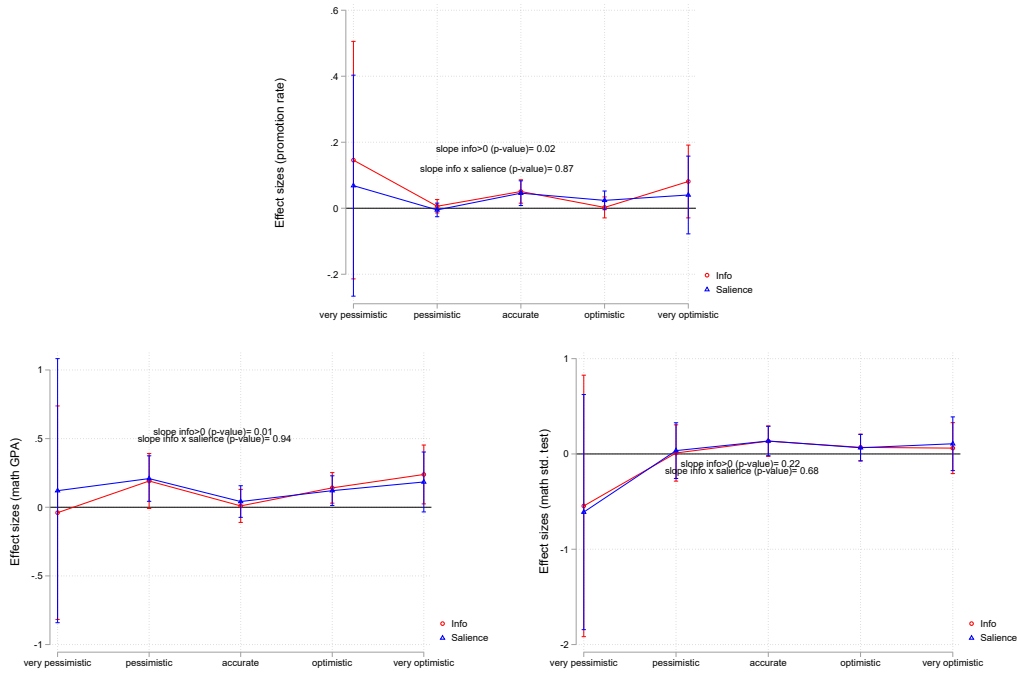 Effect sizes (promotion rate)
.6
.4
.2
0
-.2
slope info>0 (p-value)= 0.02
slope info x salience (p-value)= 0.87
Info
Salience
very pessimistic
pessimistic
accurate
optimistic
very optimistic
Effect sizes (math GPA)
1
.5
0
-.5
-1
slope info>0 (p-value)= 0.01
slope info x salience (p-value)= 0.94
Info
Salience
very pessimistic
pessimistic
accurate
optimistic
very optimistic
Effect sizes (math std. test)
1
0
-1
-2
slope info>0 (p-value)= 0.22
slope info x salience (p-value)= 0.68
Info
Salience
very pessimistic
pessimistic
accurate
optimistic
very optimistic